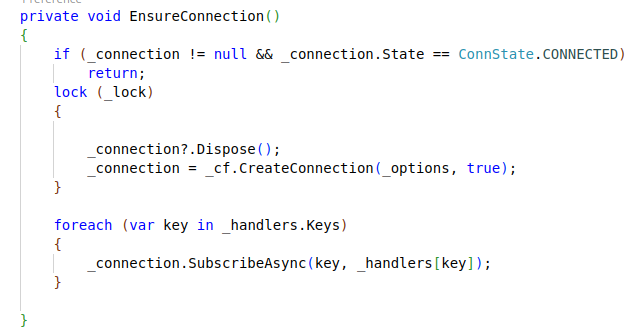 private void EnsureConnection()
{
if (_connection != null && _connection.State == ConnState.CONNECTED)
return;
lock (_lock)
{
_connection?.Dispose();
_connection = _cf.CreateConnection(_options, true);
}
foreach (var key in _handlers.Keys)
{
_connection.SubscribeAsync(key, _handlers[key]);
}
}